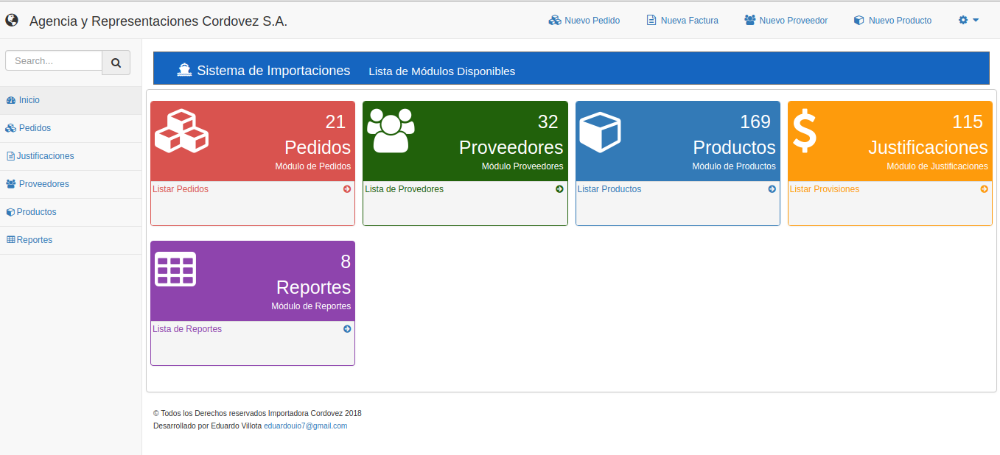 Agencia y Representaciones Cordovez S.A.
Nuevo Pedido
Nueva Factura
Nuevo Proveedor
Nuevo Producto
Search...
Inicio
Pedidos
Justificaciones
Proveedores
Productos
Reportes
Sistema de Importaciones Lista de Módulos Disponibles
21
Pedidos
Módulo de Pedidos
Listar Pedidos
32
Proveedores
Módulo Proveedores
Lista de Provedores
169
Productos
Módulo de Productos
Listar Productos
115
Justificaciones
Módulo de Justificaciones
Listar Provisiones
8
Reportes
Módulo de Reportes
Lista de Reportes
© Todos los Derechos reservados Importadora Cordovez 2018
Desarrollado por Eduardo Villota eduardouio7@gmail.com